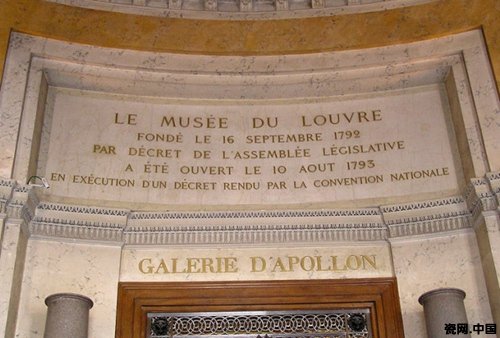 LE MUSÉE DU LOUVRE
FONDÉ LE 16 SEPTEMBRE 1792
PAR DÉCRET DE L'ASSEMBLÉE LÉGISLATIVE
A ÉTÉ OUVERT LE 10 AOUT 1793
EN EXÉCUTION D'UN DÉCRET RENDU PAR LA CONVENTION NATIONALE
GALERIE D'APOLLON
瓷网.中国